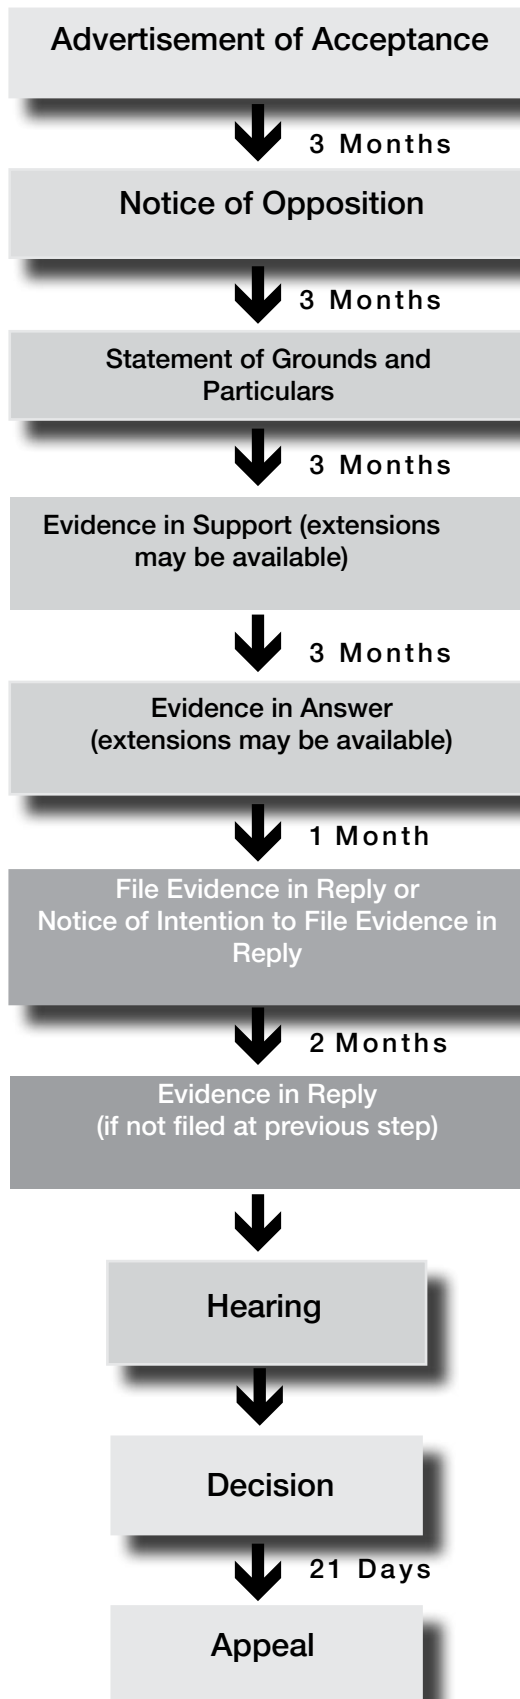 Advertisement of Acceptance
3 Months
Notice of Opposition
3 Months
Statement of Grounds and
Particulars
3 Months
Evidence in Support (extensions
may be available)
3 Months
Evidence in Answer
(extensions may be available)
1 Month
File Evidence in Reply or
Notice of Intention to File Evidence in
Reply
2 Months
Evidence in Reply
(if not filed at previous step)
Hearing
Decision
21 Days
Appeal